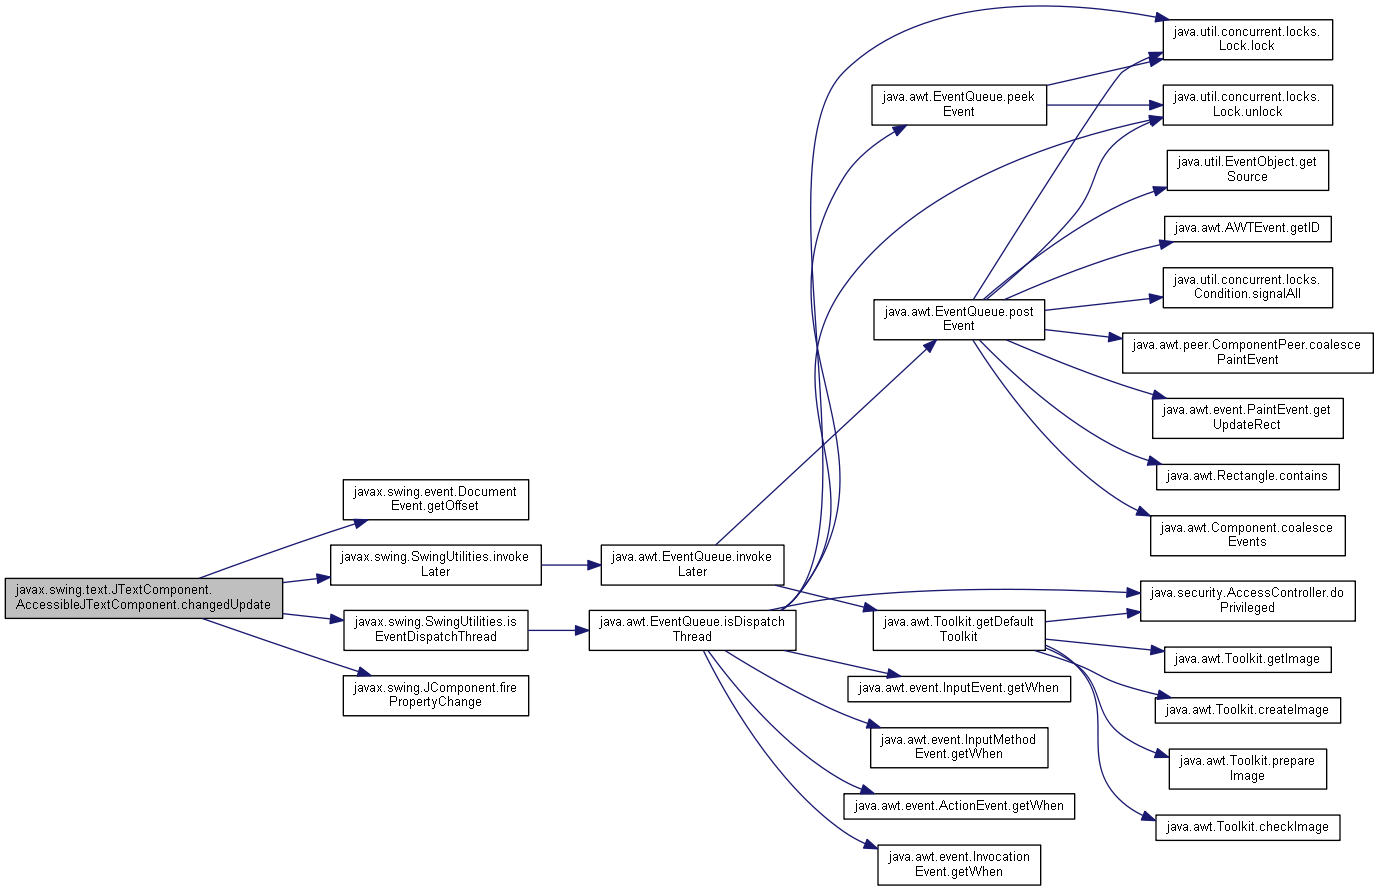 javax.swing.text.JTextComponent.
AccessibleJTextComponent.changedUpdate
javax.swing.event.Document
Event.getOffset
javax.swing.SwingUtilities.invoke
Later
javax.swing.SwingUtilities.is
EventDispatchThread
javax.swing.JComponent.fire
PropertyChange
java.awt.EventQueue.invoke
Later
java.awt.EventQueue.isDispatch
Thread
java.awt.EventQueue.peek
Event
java.awt.EventQueue.post
Event
java.awt.Toolkit.getDefault
Toolkit
java.awt.event.InputEvent.getWhen
java.awt.event.InputMethod
Event.getWhen
java.awt.event.ActionEvent.getWhen
java.awt.event.Invocation
Event.getWhen
java.util.concurrent.locks.
Lock.lock
java.util.concurrent.locks.
Lock.unlock
java.util.EventObject.get
Source
java.awt.AWTEvent.getID
java.util.concurrent.locks.
Condition.signalAll
java.awt.peer.ComponentPeer.coalesce
PaintEvent
java.awt.event.PaintEvent.get
UpdateRect
java.awt.Rectangle.contains
java.awt.Component.coalesce
Events
java.security.AccessController.do
Privileged
java.awt.Toolkit.getImage
java.awt.Toolkit.createImage
java.awt.Toolkit.prepare
Image
java.awt.Toolkit.checkImage